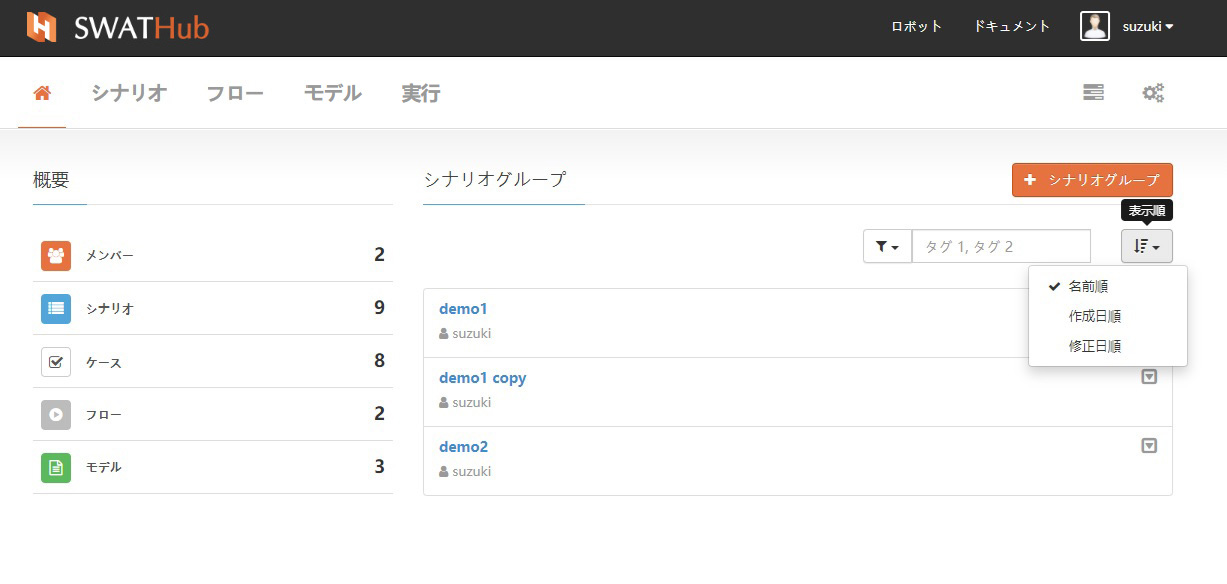 SWATHub
ロボット ドキュメント suzuki
シナリオ フロー モデル 実行
概要
メンバー 2
シナリオ 9
ケース 8
フロー 2
モデル 3
シナリオグループ
シナリオグループ
表示順
タグ 1, タグ 2
名前順
作成日順
修正日順
demo1
suzuki
demo1 copy
suzuki
demo2
suzuki